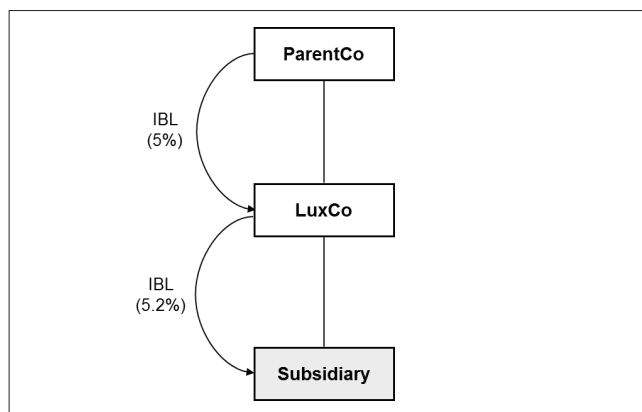 ParentCo
IBL
(5%)
LuxCo
IBL
(5.2%)
Subsidiary